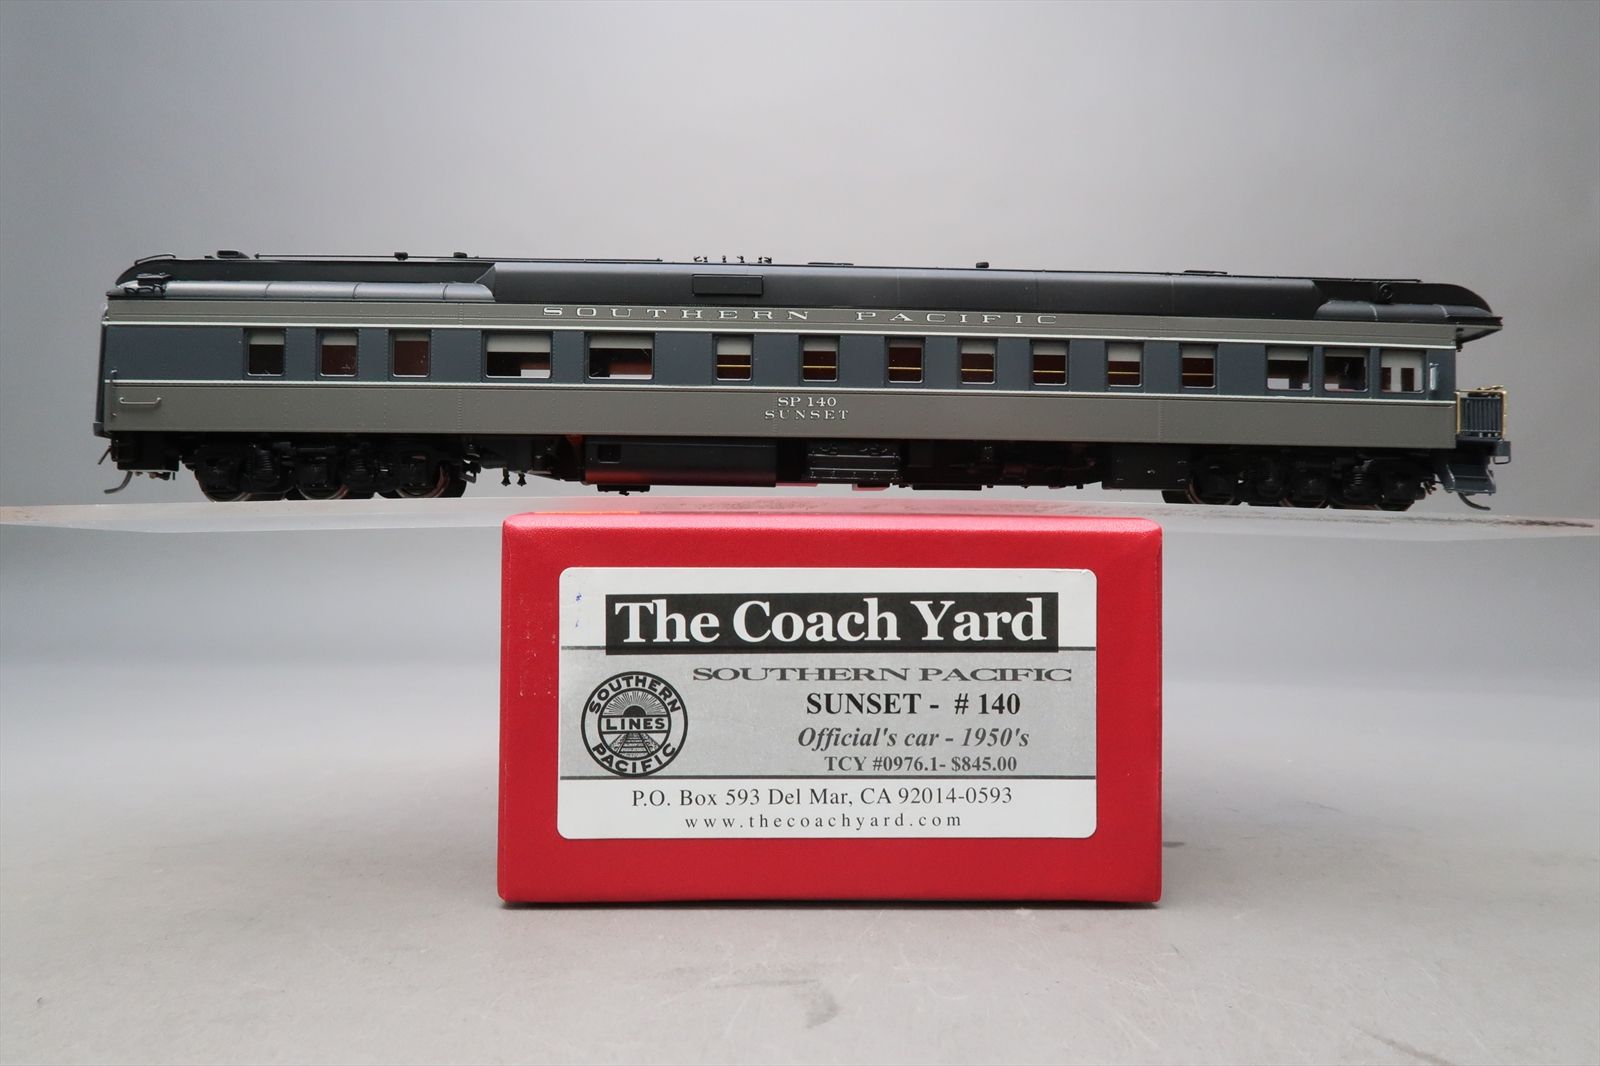 SOUTHERN PACIFIC
SP 140
SUNSET
The Coach Yard
SOUTHERN PACIFIC
SUNSET - # 140
Official's car - 1950's
TCY #0976.1- $845.00
SOUTHERN
LINES
PACIFIC
P.O. Box 593 Del Mar, CA 92014-0593
www.thecoachyard.com